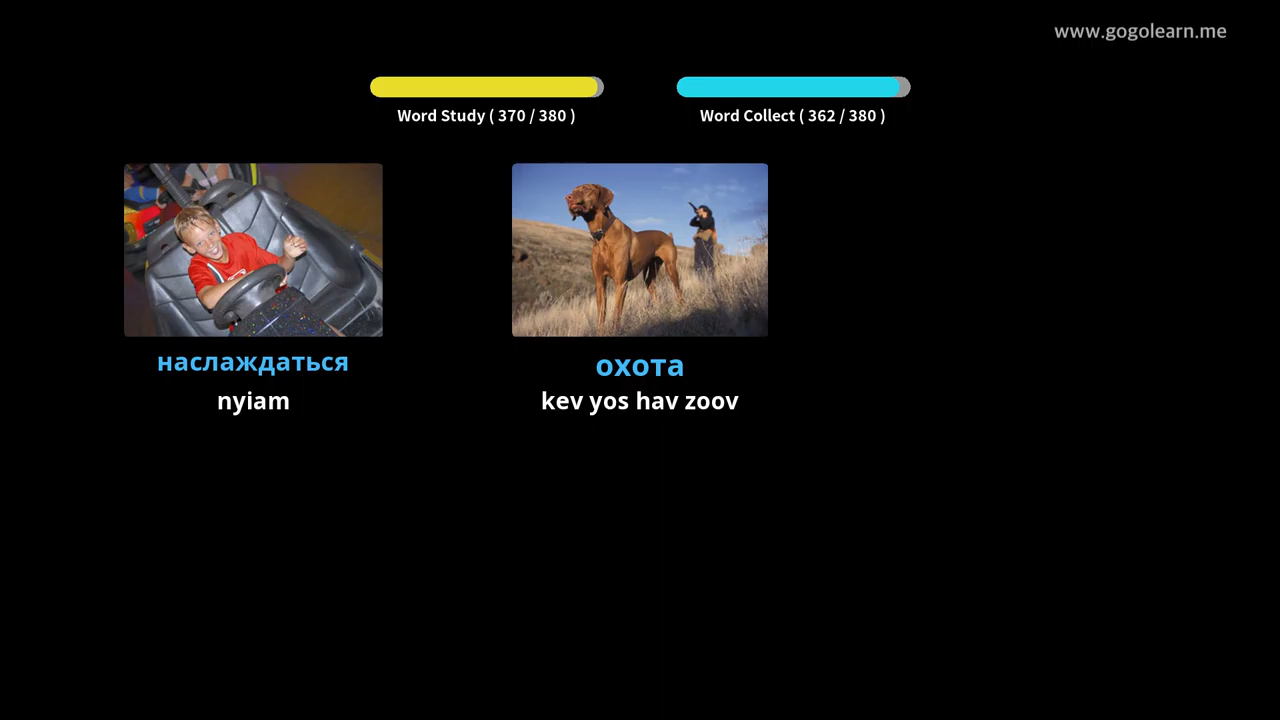 www.gogolearn.me
Word Study ( 370 / 380 )
Word Collect ( 362 / 380 )
наслаждаться
nyiam
охота
kev yos hav zoov